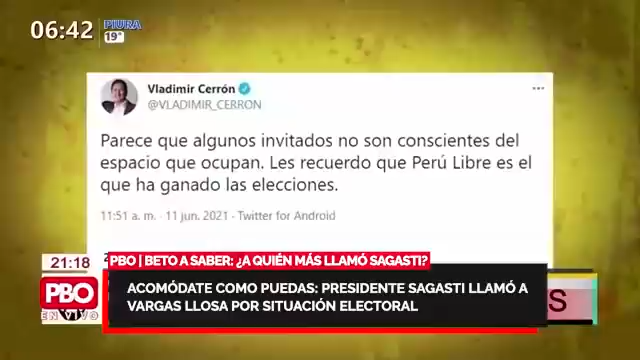 06:42
PIURA
19°
Vladimir Cerrón
@VLADIMIR_CERRON
Parece que algunos invitados no son conscientes del
espacio que ocupan. Les recuerdo que Perú Libre es el
que ha ganado las elecciones.
11:51 a. m. · 11 jun. 2021 · Twitter for Android
21:18
PBO | BETO A SABER: ¿A QUIÉN MÁS LLAMÓ SAGASTI?
PBO
EN VIVO
ACOMÓDATE COMO PUEDAS: PRESIDENTE SAGASTI LLAMÓ A
VARGAS LLOSA POR SITUACIÓN ELECTORAL